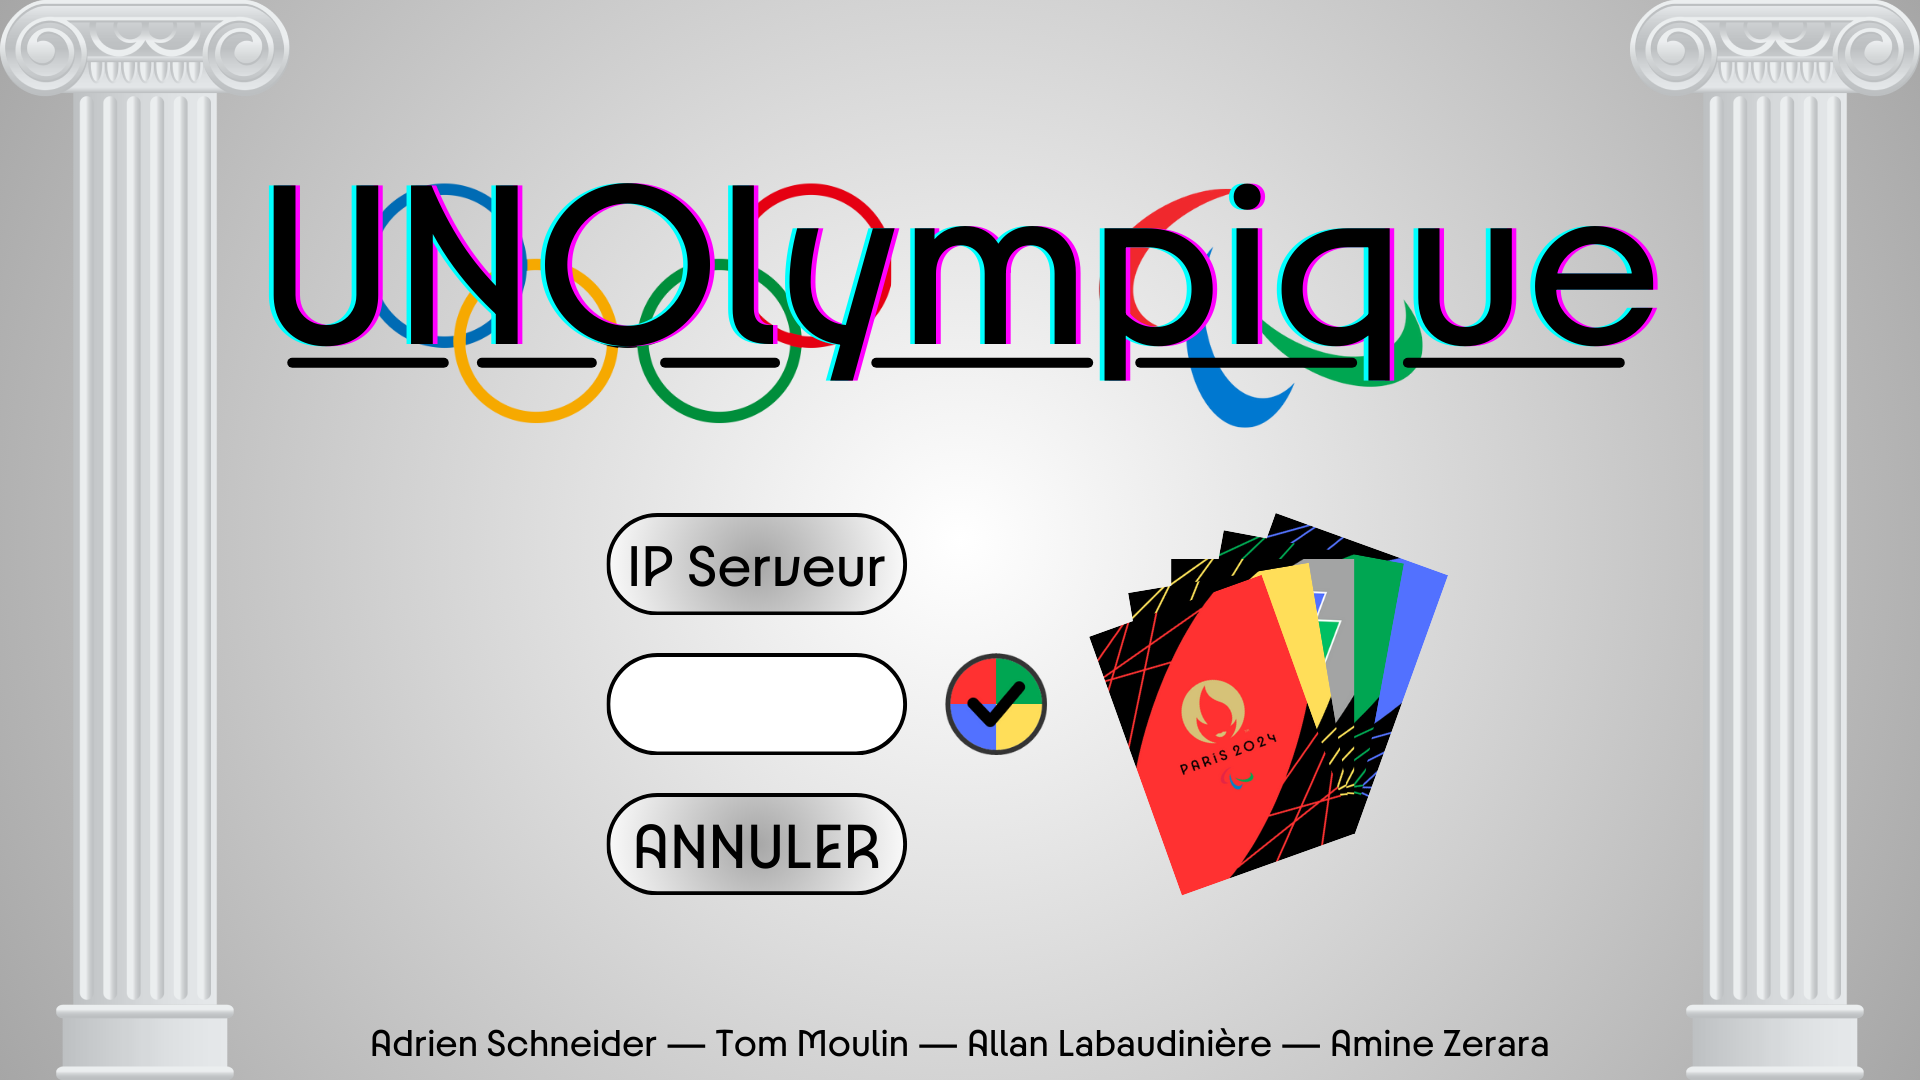 UNOlympique
IP Serveur
ANNULER
PARIS 2024
Adrien Schneider — Tom Moulin — Allan Labaudinière — Amine Zerara